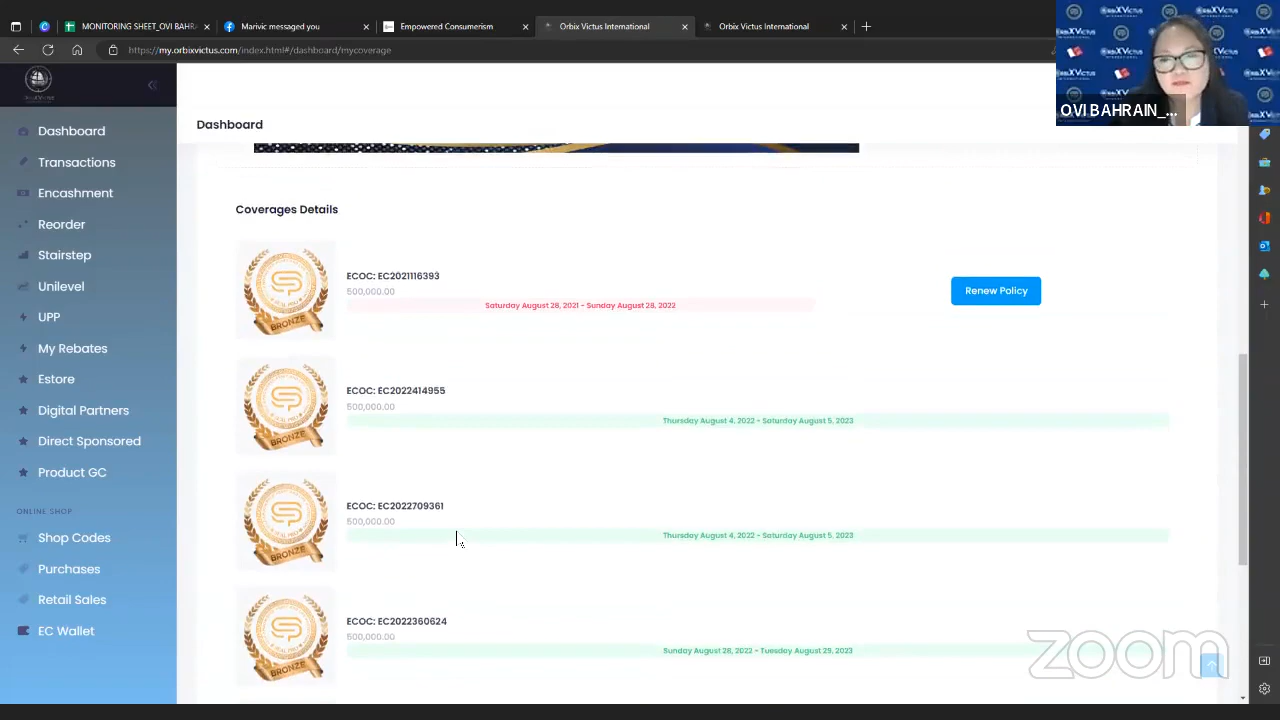 MONITORING SHEET_OVI BAHR
Marivic messaged you
Empowered Consumerism
Orbix Victus International
Orbix Victus International
https://my.orbixvictus.com/index.html#/dashboard/mycoverage
OVI BAHRAIN_...
Dashboard
Dashboard
Tools
Statement
Reorder
Stairstep
Unilevel
UPP
My Rebates
Estore
Digital Partners
Direct Sponsored
Product GC
ONLINE SHOP
Shop Codes
Purchases
Retail Sales
EC Wallet
Coverages Details
BRONZE
ECOC: EC2021116393
500,000.00
Saturday August 28, 2021 - Sunday August 28, 2022
Renew Policy
BRONZE
ECOC: EC2022414955
500,000.00
Thursday August 4, 2022 - Saturday August 5, 2023
BRONZE
ECOC: EC2022709361
500,000.00
Thursday August 4, 2022 - Saturday August 5, 2023
BRONZE
ECOC: EC2022360624
500,000.00
Sunday August 28, 2022 - Tuesday August 29, 2023
zoom